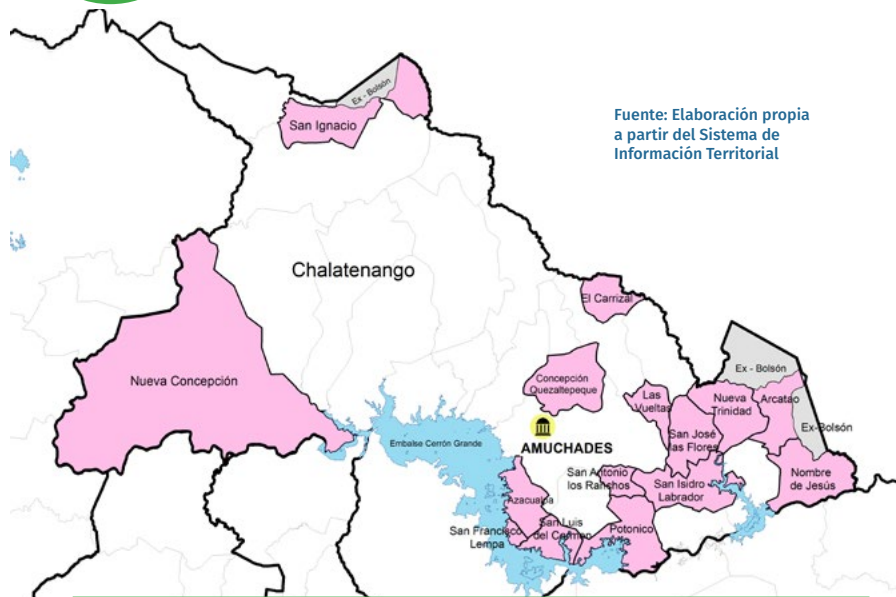 Ex - Bolsón
San Ignacio
Fuente: Elaboración propia
a partir del Sistema de
Información Territorial
Chalatenango
El Carrizal
Nueva Concepción
Concepción
Quezaltepeque
Ex - Bolsón
Las
Vueltas
Nueva
Trinidad
Arcatao
Ex-Bolsón
San José
las Flores
AMUCHADES
Embalse Cerrón Grande
San Antonio
los Ranchos
San Isidro
Labrador
Nombre
de Jesús
Azacualpa
San Luis
del Carmen
Potonico
San Francisco
Lempa